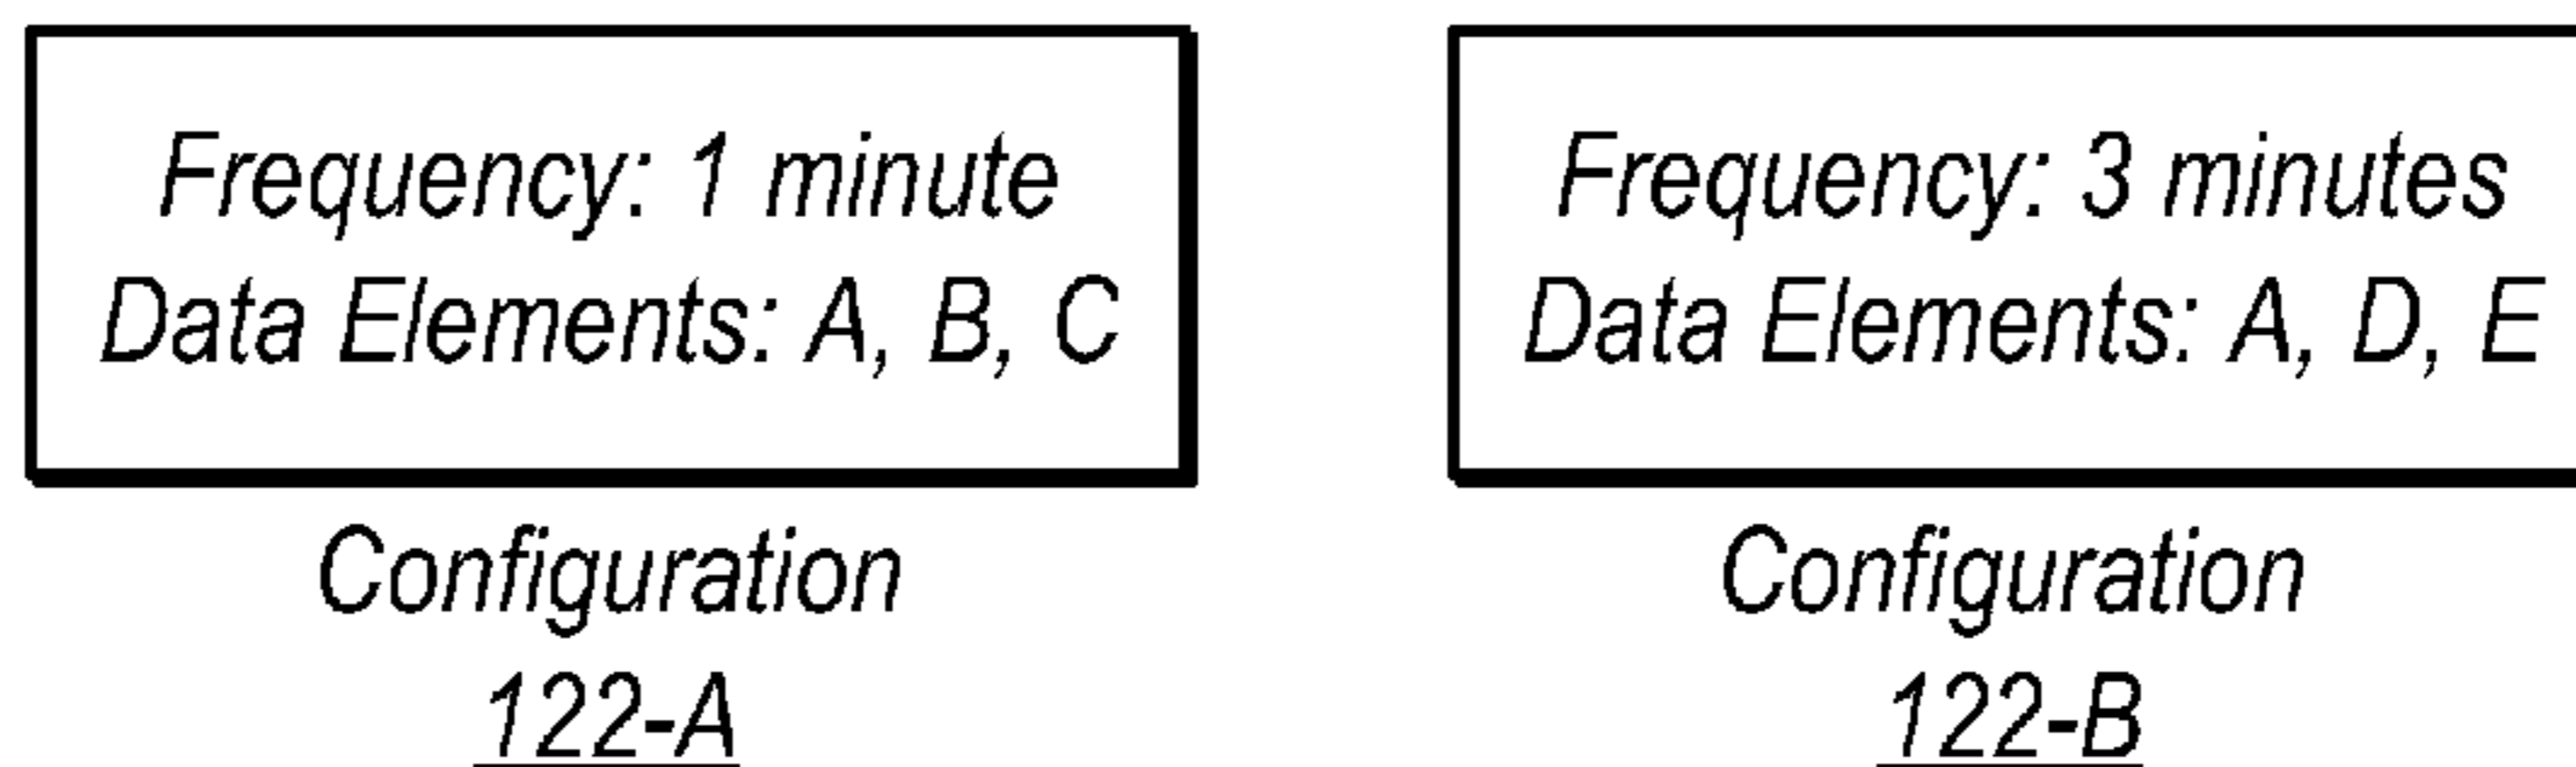 Frequency: 1 minute
Data Elements: A, B, C
Configuration
122-A
Frequency: 3 minutes
Data Elements: A, D, E
Configuration
122-B